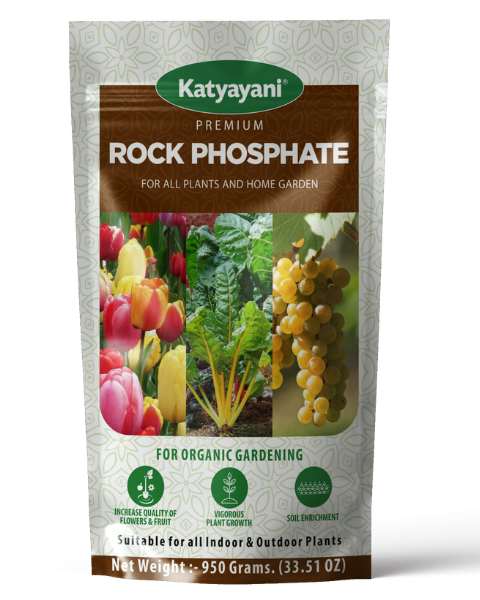 Katyayani®
PREMIUM
ROCK PHOSPHATE
FOR ALL PLANTS AND HOME GARDEN
FOR ORGANIC GARDENING
INCREASE QUALITY OF
FLOWERS & FRUIT
VIGOROUS
PLANT GROWTH
SOIL ENRICHMENT
Suitable for all Indoor & Outdoor Plants
Net Weight :- 950 Grams. (33.51 OZ)